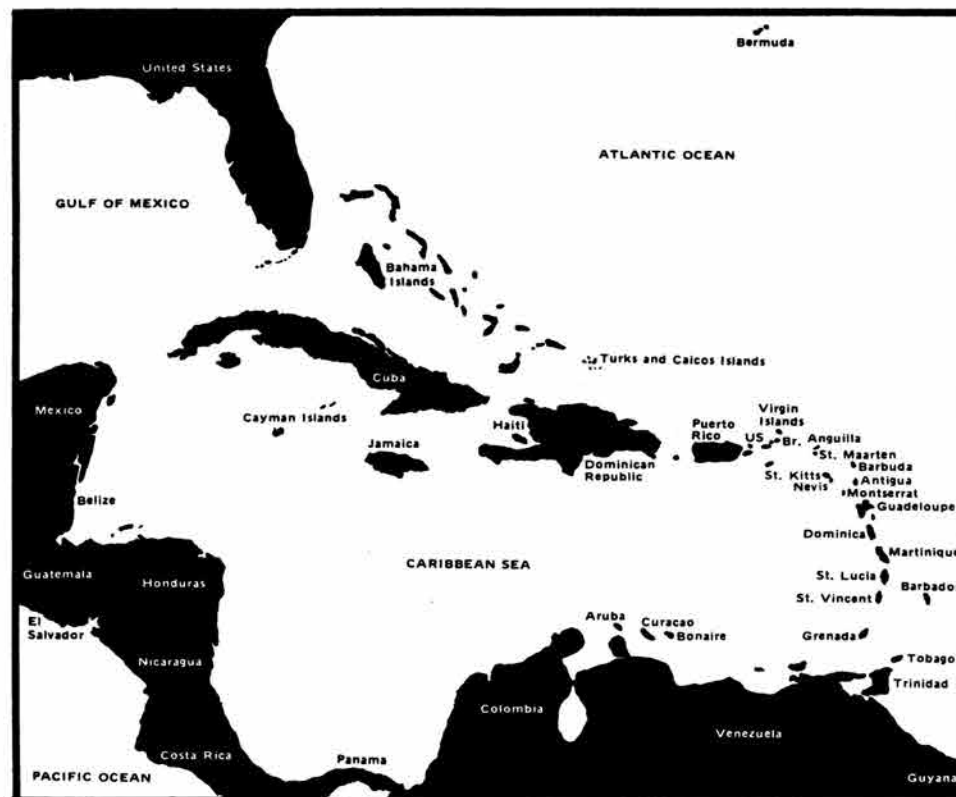 Bermuda
United States
ATLANTIC OCEAN
GULF OF MEXICO
Bahama
Islands
Turks and Caicos Islands
Cuba
Mexico
Cayman Islands
Haiti
Puerto
Rico
Virgin
Islands
US
Br.
Anguilla
Jamaica
Dominican
Republic
St. Maarten
Barbuda
St. Kitts
Nevis
Antigua
Montserrat
Belize
Guadeloupe
Dominica
Martinique
CARIBBEAN SEA
Guatemala
Honduras
St. Lucia
St. Vincent
Barbados
El
Salvador
Aruba
Curacao
Bonaire
Grenada
Nicaragua
Tobago
Trinidad
Colombia
Venezuela
Costa Rica
Panama
PACIFIC OCEAN
Guyana